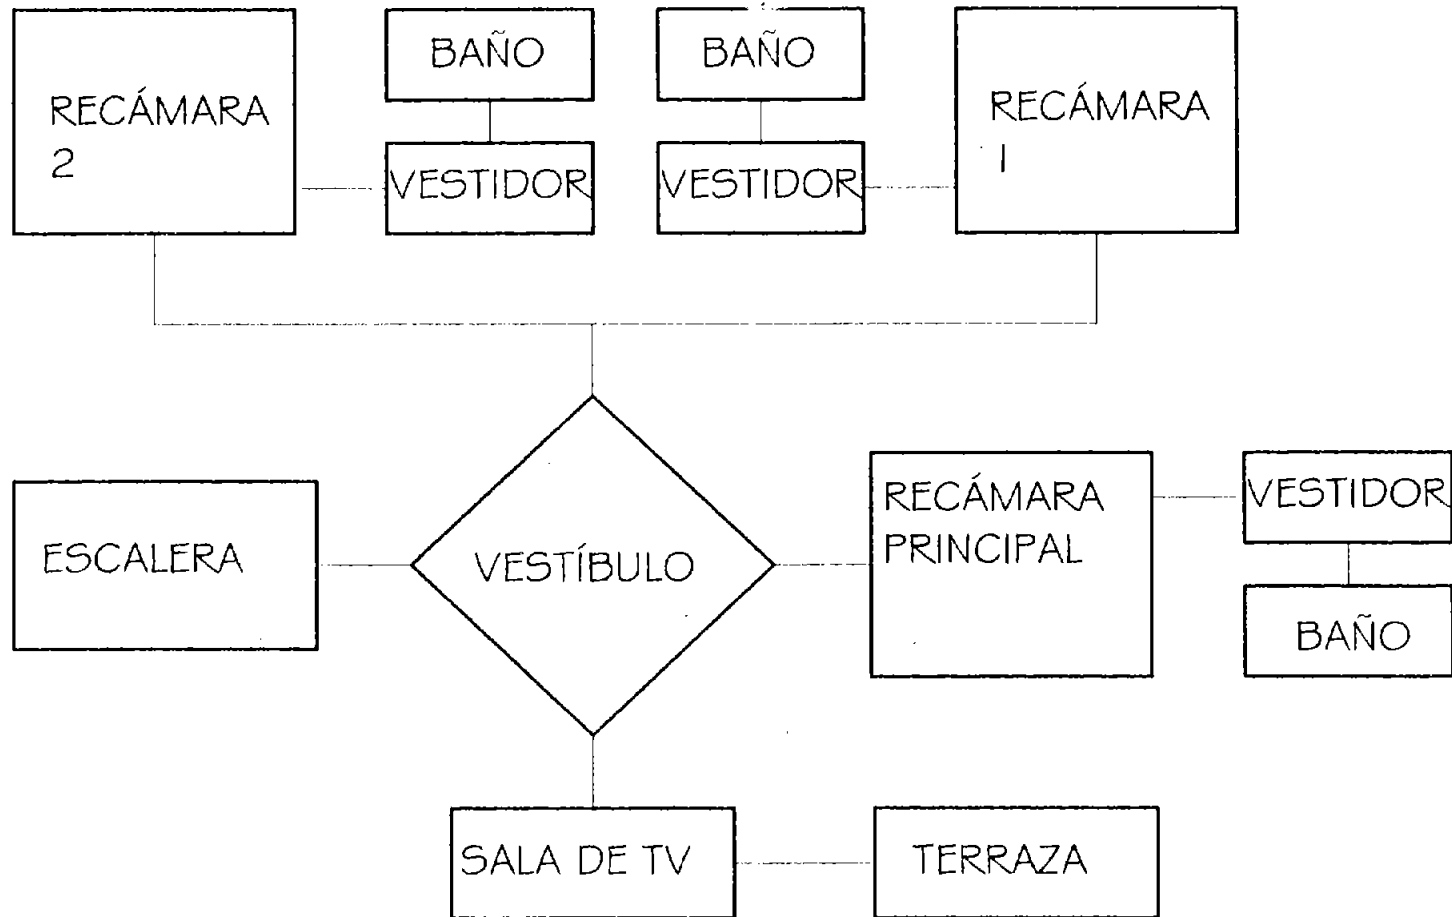 BAÑO
BAÑO
RECÁMARA
2
RECÁMARA
1
VESTIDOR
VESTIDOR
ESCALERA
VESTÍBULO
RECÁMARA
PRINCIPAL
VESTIDOR
BAÑO
SALA DE TV
TERRAZA